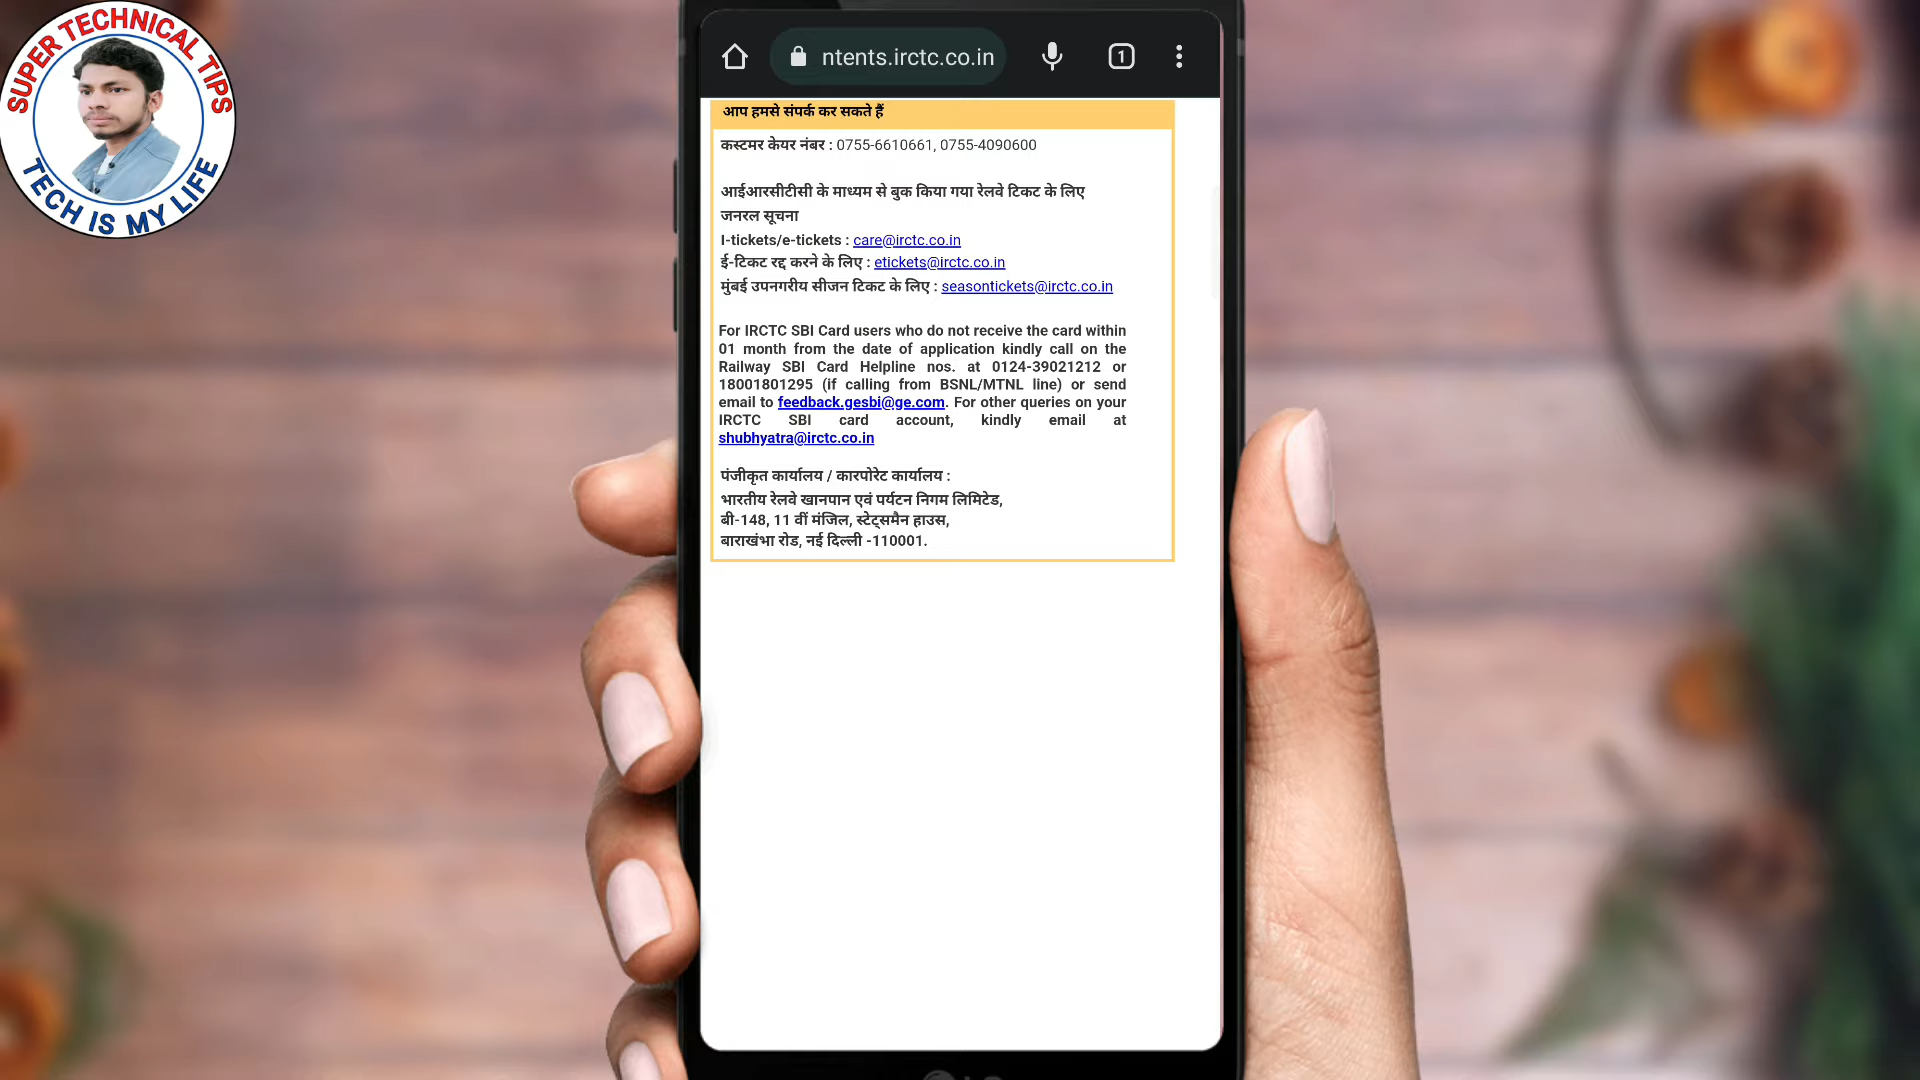 SUPER TECHNICAL TIPS
TECH IS MY LIFE
ntents.irctc.co.in
1
आप हमसे संपर्क कर सकते हैं
कस्टमर केयर नंबर : 0755-6610661, 0755-4090600
आईआरसीटीसी के माध्यम से बुक किया गया रेलवे टिकट के लिए
जनरल सूचना
I-tickets/e-tickets : care@irctc.co.in
ई-टिकट रद्द करने के लिए : etickets@irctc.co.in
मुंबई उपनगरीय सीजन टिकट के लिए : seasontickets@irctc.co.in
For IRCTC SBI Card users who do not receive the card within
01 month from the date of application kindly call on the
Railway SBI Card Helpline nos. at 0124-39021212 or
18001801295 (if calling from BSNL/MTNL line) or send
email to feedback.gesbi@ge.com. For other queries on your
IRCTC SBI card account, kindly email at
shubhyatra@irctc.co.in
पंजीकृत कार्यालय / कारपोरेट कार्यालय :
भारतीय रेलवे खानपान एवं पर्यटन निगम लिमिटेड,
बी-148, 11 वीं मंजिल, स्टेट्समैन हाउस,
बाराखंभा रोड, नई दिल्ली -110001.